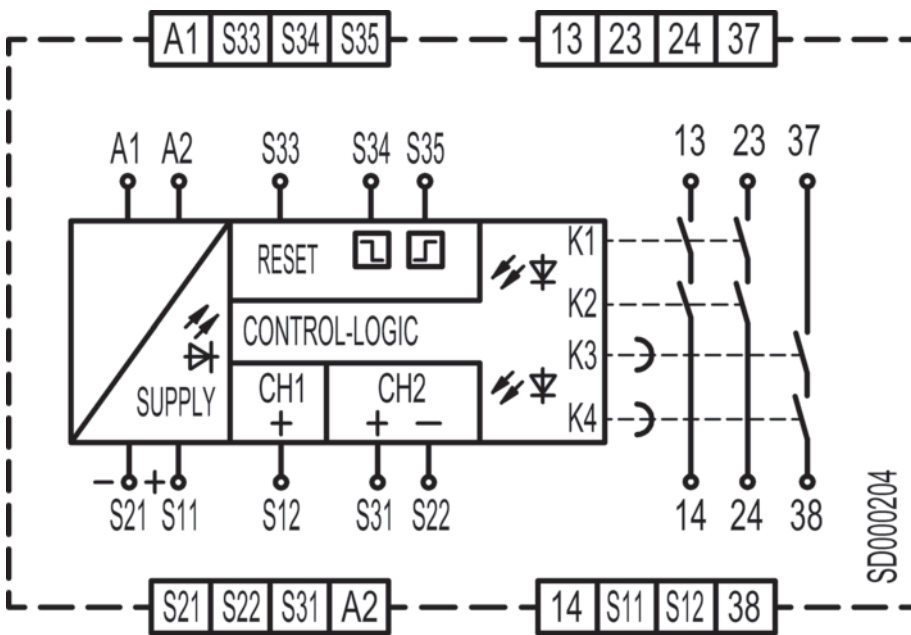 A1 S33 S34 S35 13 23 24 37
A1 A2 S33 S34 S35 13 23 37
RESET K1
K2
CONTROL-LOGIC
K3
SUPPLY CH1 CH2
+ + − K4
− + 
S21 S11 S12 S31 S22 14 24 38
SD000204
S21 S22 S31 A2 14 S11 S12 38